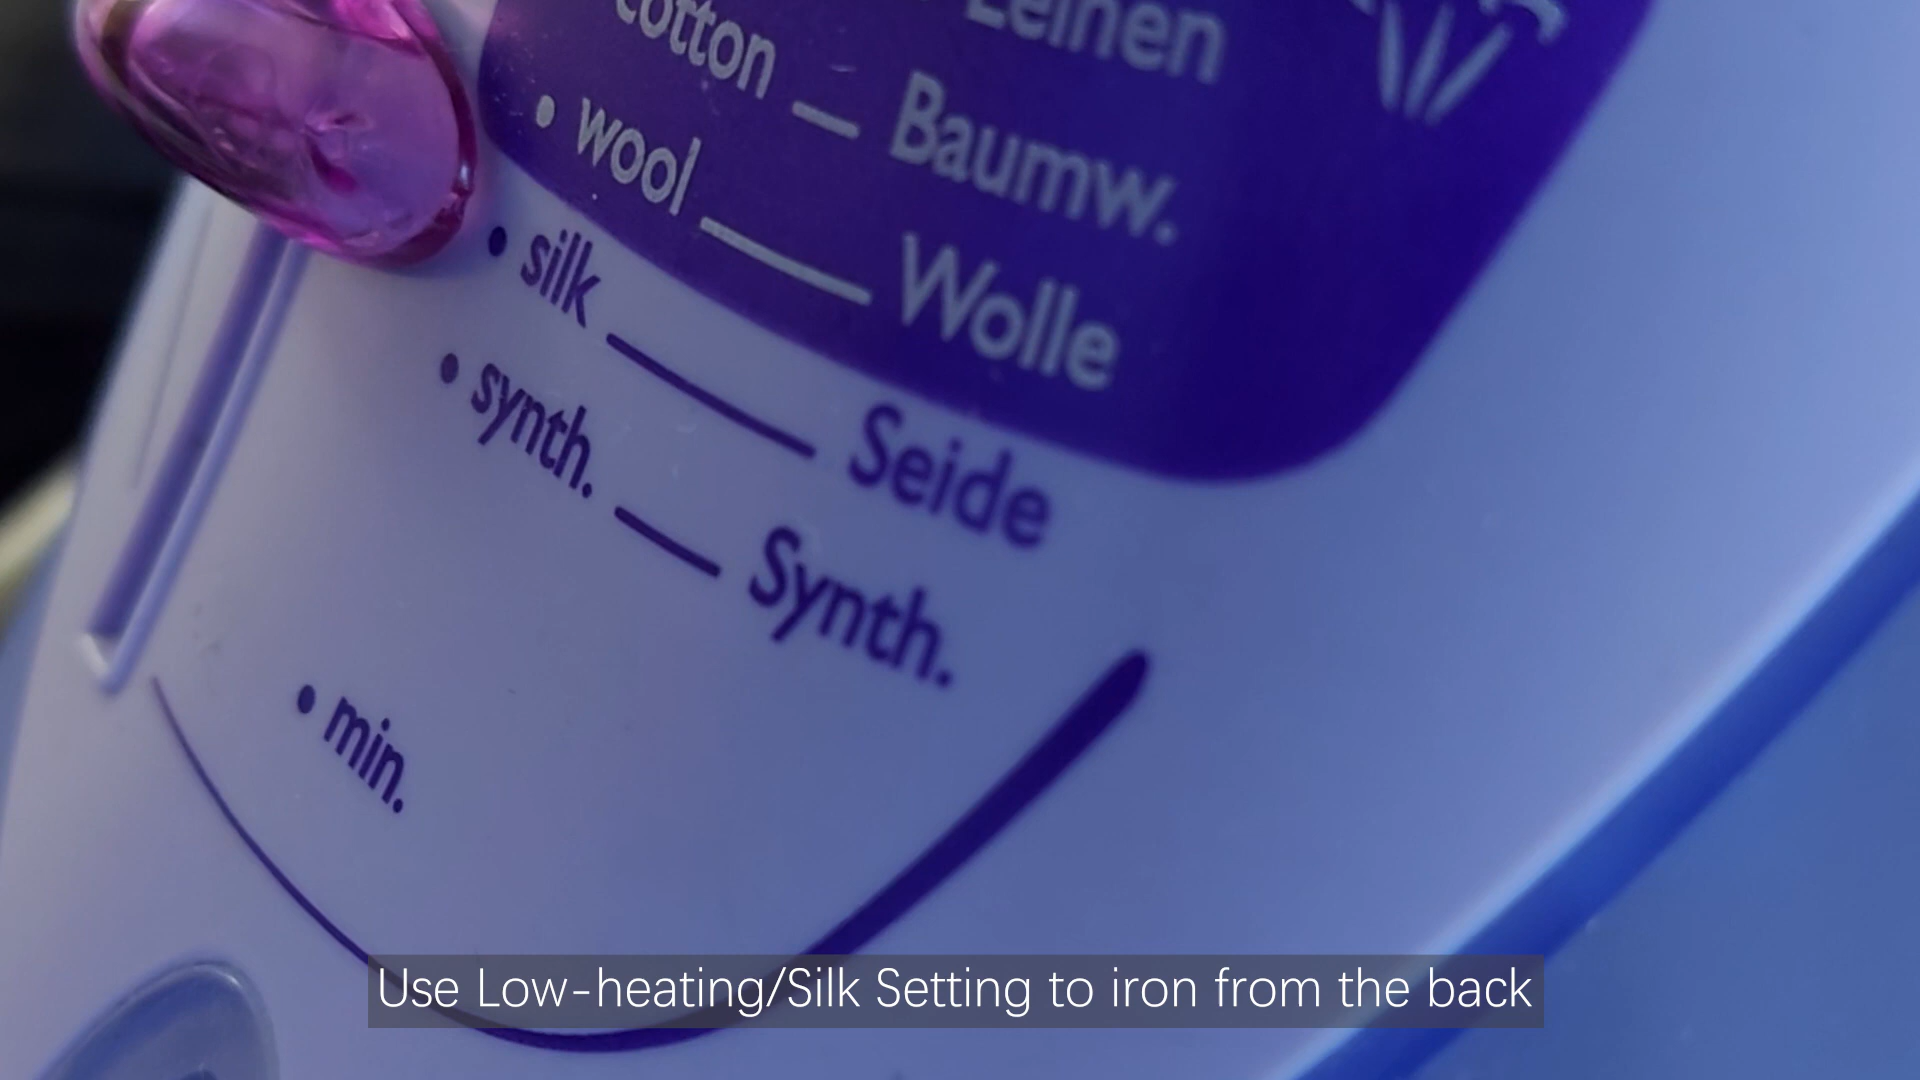 Leinen
cotton — Baumw.
• wool — Wolle
• silk — Seide
• synth. — Synth.
• min.
Use Low-heating/Silk Setting to iron from the back